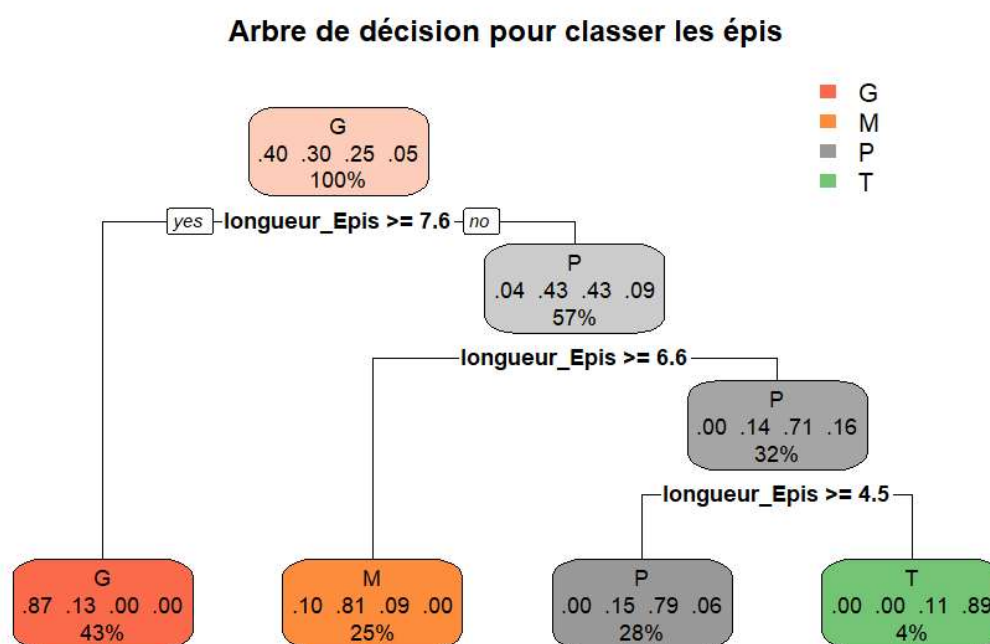 Arbre de décision pour classer les épis
G
M
P
T
G
.40 .30 .25 .05
100%
yes longueur_Epis >= 7.6 no
P
.04 .43 .43 .09
57%
longueur_Epis >= 6.6
P
.00 .14 .71 .16
32%
longueur_Epis >= 4.5
G
.87 .13 .00 .00
43%
M
.10 .81 .09 .00
25%
P
.00 .15 .79 .06
28%
T
.00 .00 .11 .89
4%